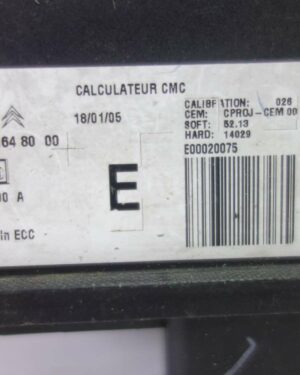 CALCULATEUR CMC
18/01/05
CALIBRATION: 026
CEM: CPROJ-CEM 00
SOFT: 52.13
HARD: 14029
E00020075
64 80 00
E
00 A
in ECC